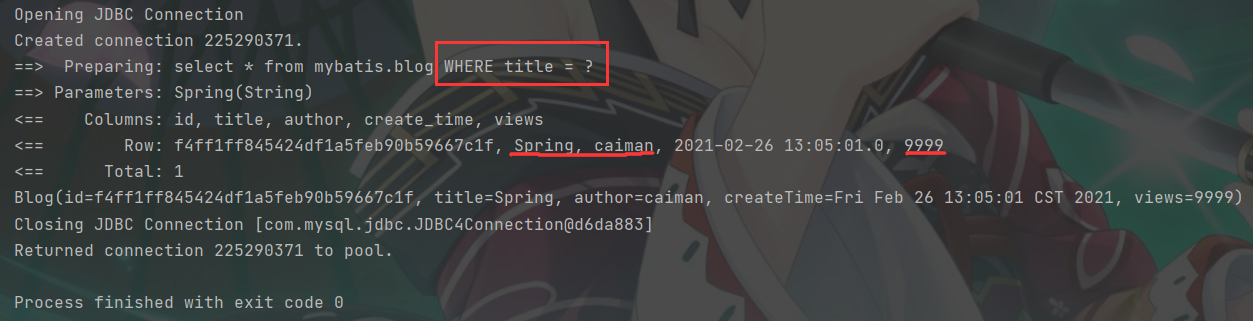 Opening JDBC Connection
Created connection 225290371.
==>  Preparing: select * from mybatis.blog WHERE title = ?
==> Parameters: Spring(String)
<==    Columns: id, title, author, create_time, views
<==        Row: f4ff1ff845424df1a5feb90b59667c1f, Spring, caiman, 2021-02-26 13:05:01.0, 9999
<==      Total: 1
Blog(id=f4ff1ff845424df1a5feb90b59667c1f, title=Spring, author=caiman, createTime=Fri Feb 26 13:05:01 CST 2021, views=9999)
Closing JDBC Connection [com.mysql.jdbc.JDBC4Connection@d6da883]
Returned connection 225290371 to pool.
Process finished with exit code 0